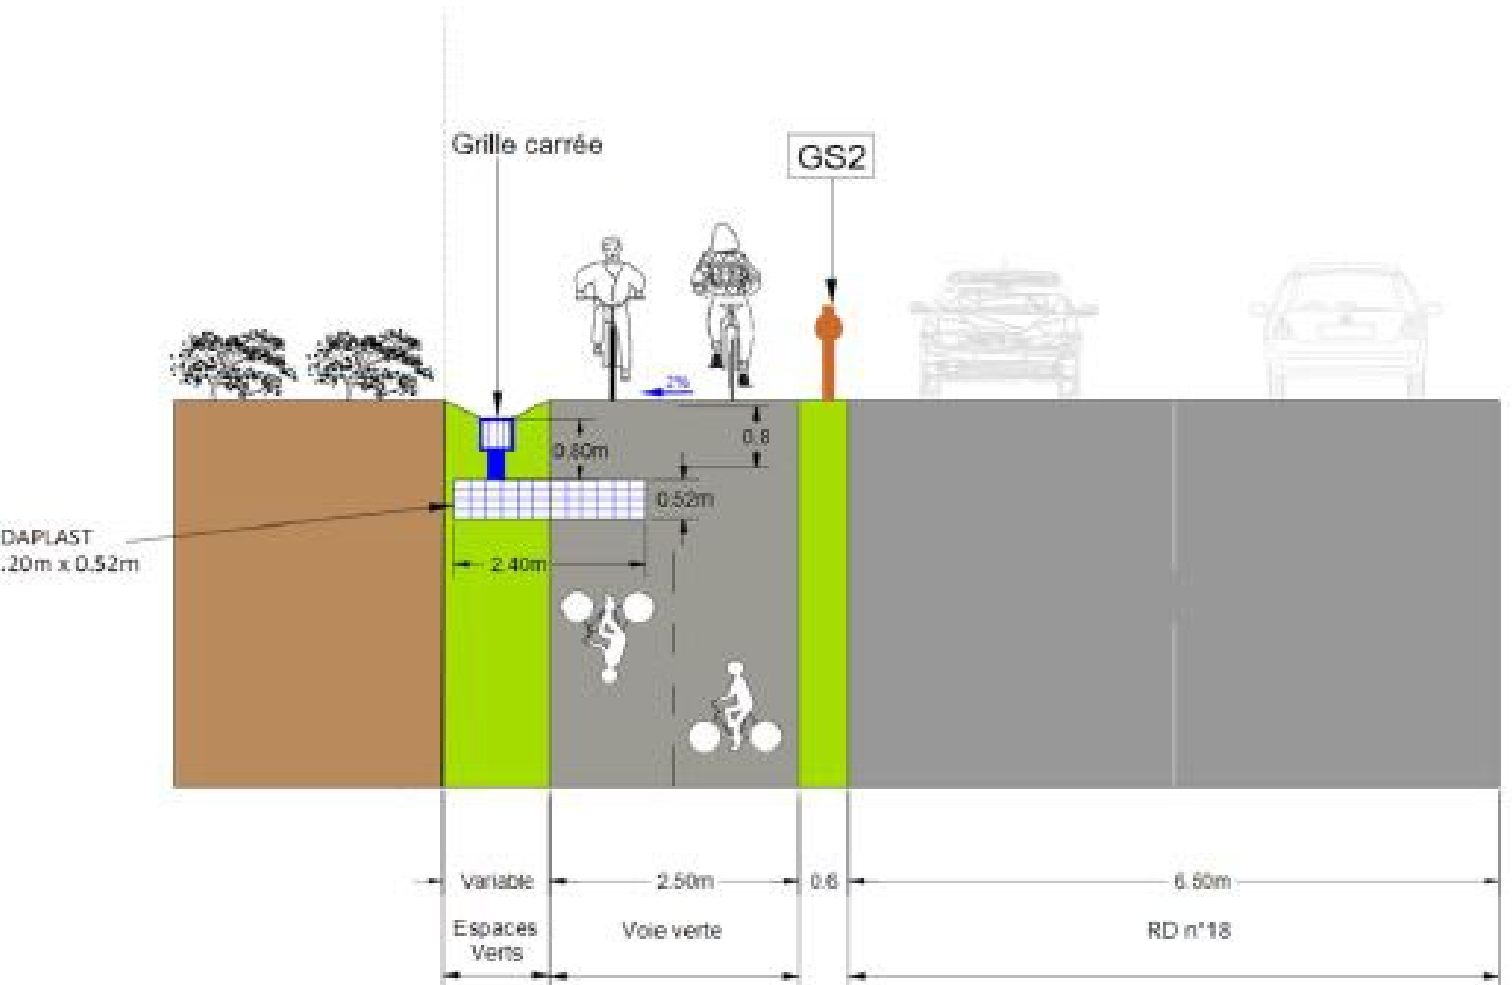 Grille carrée
GS2
2%
0.80m
0.8
0.52m
DAPLAST
.20m x 0.52m
2.40m
Variable
2.50m
0.6
6.50m
Espaces
Verts
Voie verte
RD n°18